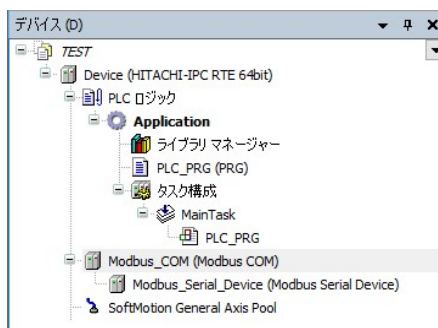 デバイス (D)
TEST
Device (HITACHI-IPC RTE 64bit)
PLC ロジック
Application
ライブラリ マネージャー
PLC_PRG (PRG)
タスク構成
MainTask
PLC_PRG
Modbus_COM (Modbus COM)
Modbus_Serial_Device (Modbus Serial Device)
SoftMotion General Axis Pool